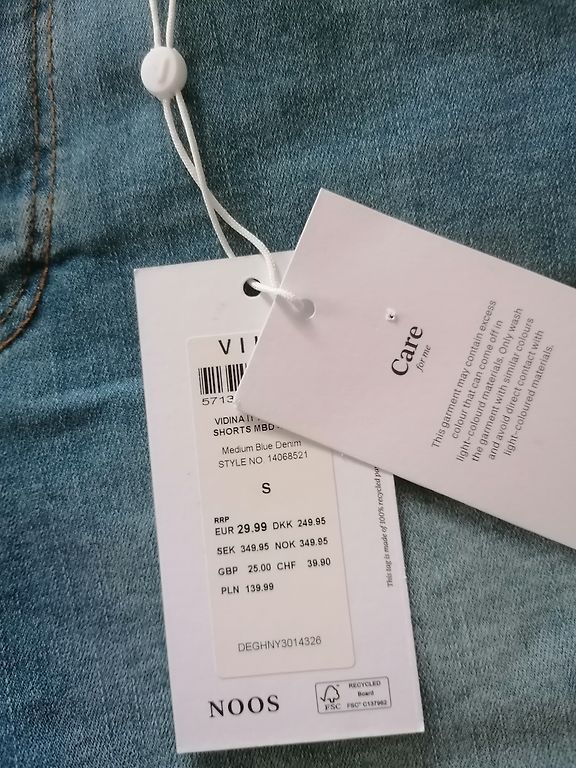 Care
for me
This garment may contain excess
colour that can come off in
light-coloured materials. Only wash
the garment with similar colours
and avoid direct contact with
light-coloured materials.
5713
VIDINA
SHORTS MBD
Medium Blue Denim
STYLE NO. 14068521
S
RRP
EUR 29.99 DKK 249.95
SEK 349.95 NOK 349.95
GBP 25.00 CHF 39.90
PLN 139.99
DEGHNY3014326
This tag is made of 100% recycled
NOOS
FSC
RECYCLED
Board
FSC® C137962